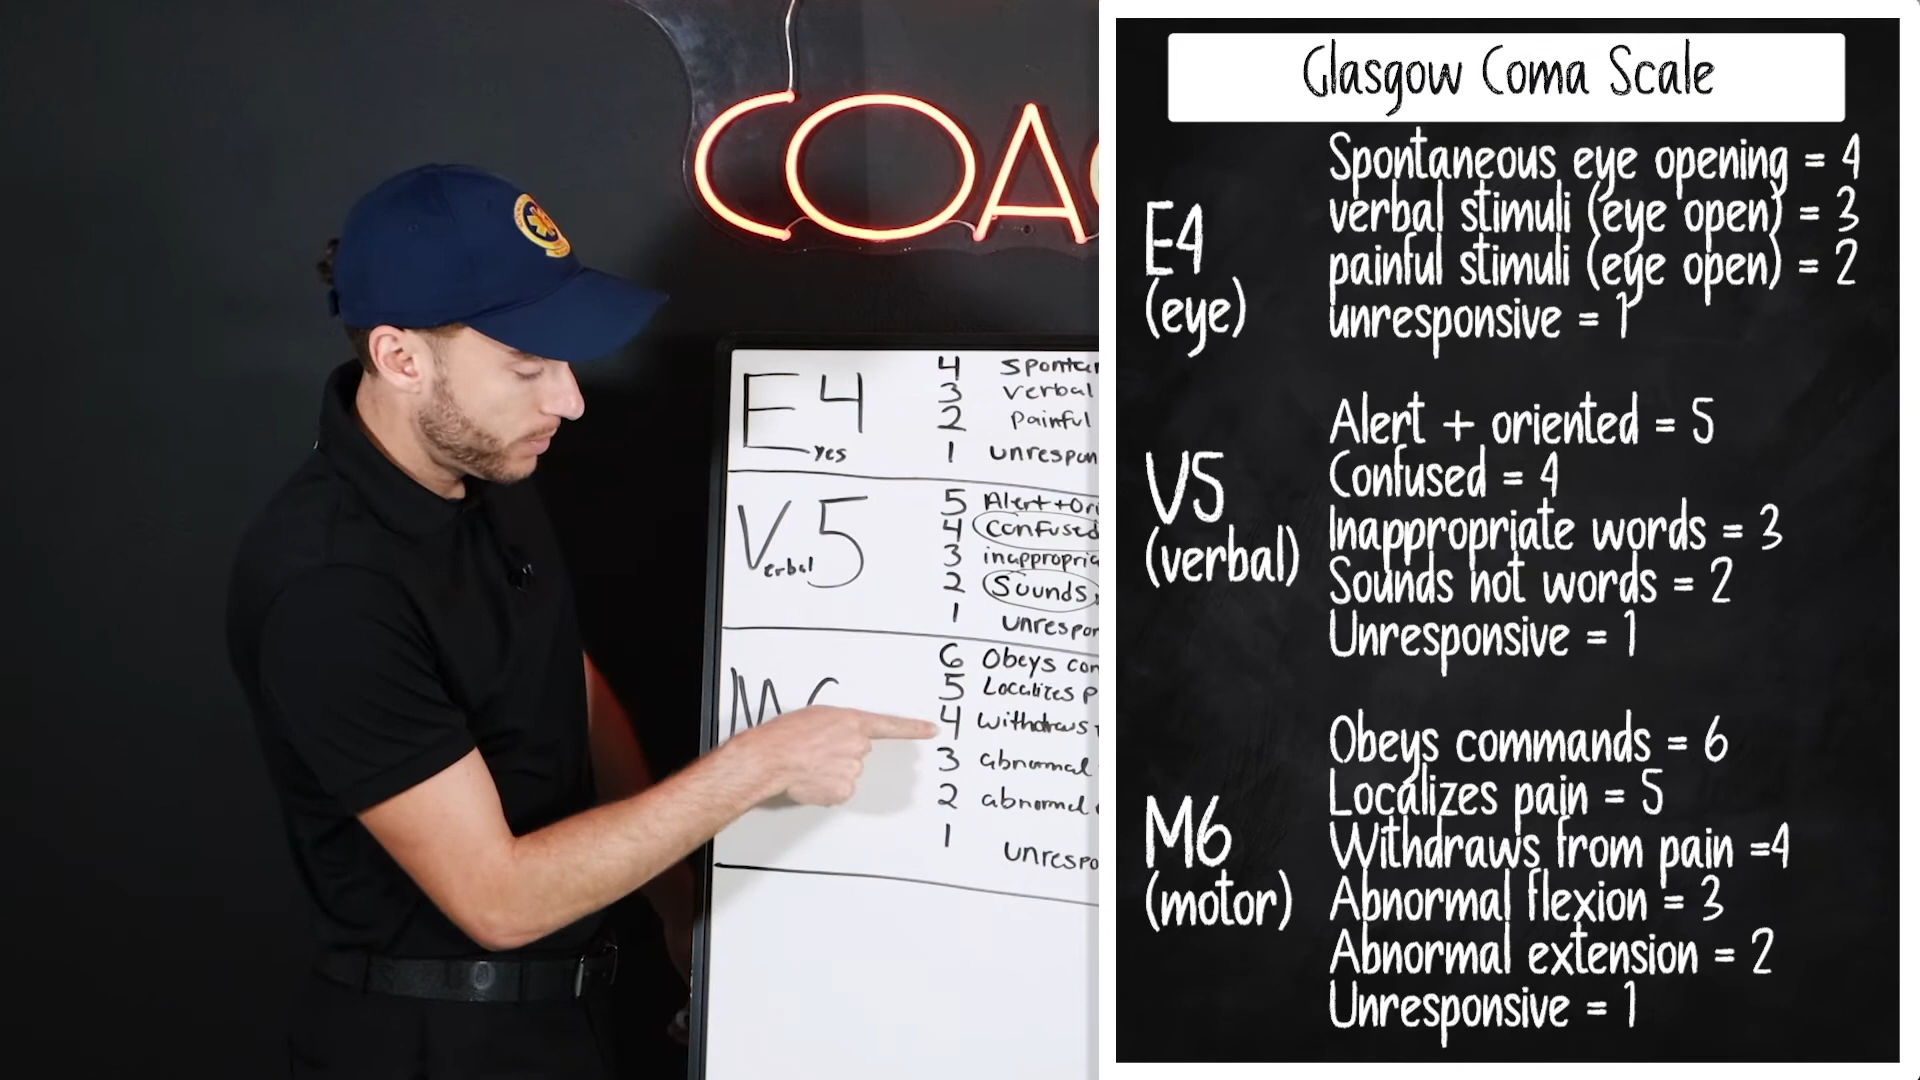 COA
E4
yes
4 spontan
3 verbal
2 Painful
1 unrespon
V5
erbal
5 Alert+Ori
4 Confused
3 inappropria
2 Sounds
1 unrespon
6 Obeys com
5 Localizes p
4 withdraws
3 abnormal
2 abnormal
1 unrespo
Glasgow Coma Scale
E4
(eye)
Spontaneous eye opening = 4
verbal stimuli (eye open) = 3
painful stimuli (eye open) = 2
unresponsive = 1
V5
(verbal)
Alert + oriented = 5
Confused = 4
Inappropriate words = 3
Sounds not words = 2
Unresponsive = 1
M6
(motor)
Obeys commands = 6
Localizes pain = 5
Withdraws from pain =4
Abnormal flexion = 3
Abnormal extension = 2
Unresponsive = 1